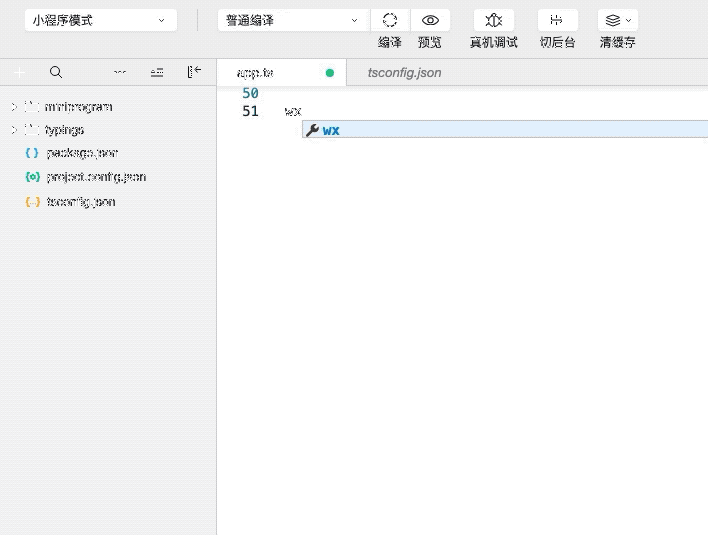 小程序模式
普通编译
编译
预览
真机调试
切后台
清缓存
app.ts
tsconfig.json
miniprogram
typings
package.json
project.config.json
tsconfig.json
50
51 wx
wx